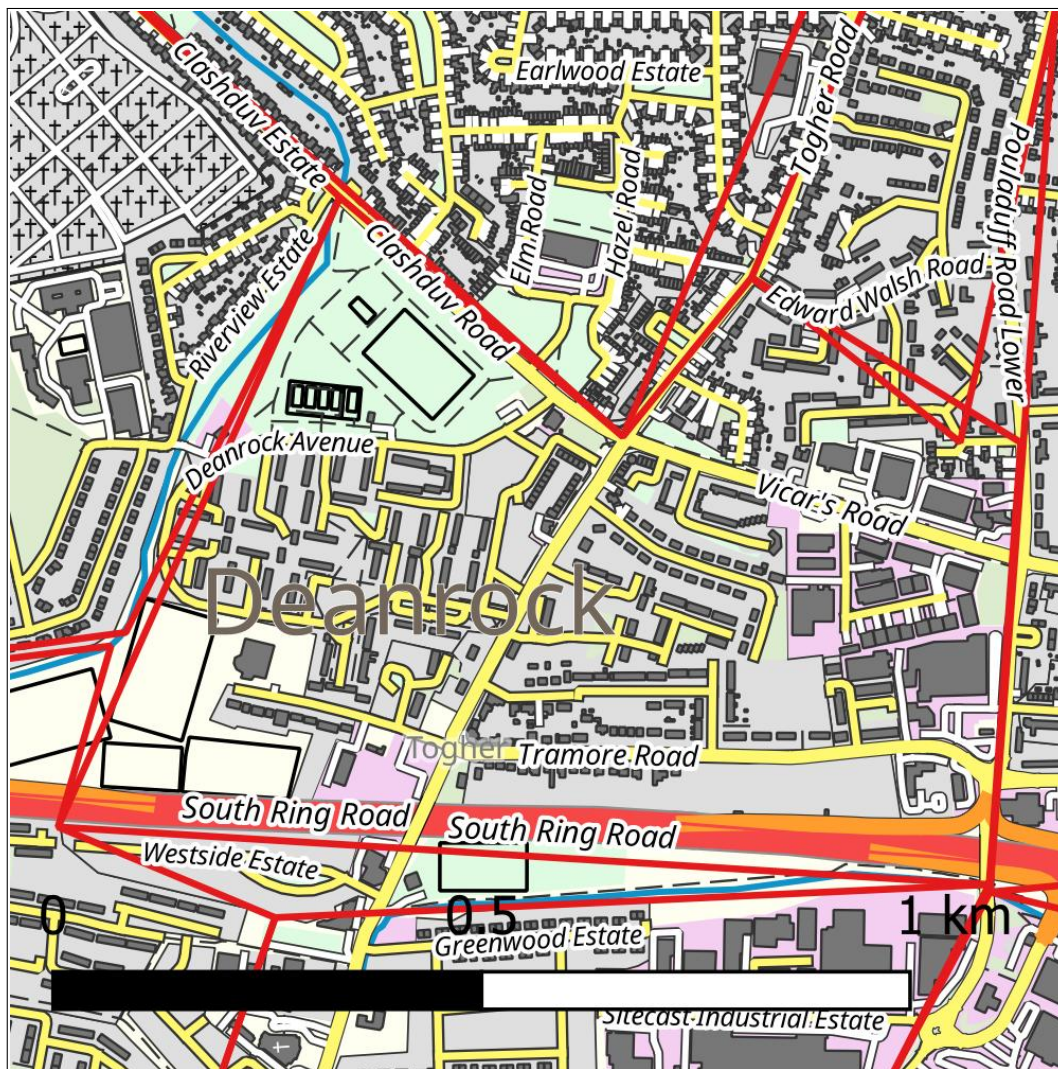 Earlwood Estate
Clashduv Estate
Togher Road
Pouladuff Road Lower
Elm Road
Hazel Road
Riverview Estate
Clashduv Road
Edward Walsh Road
Deanrock Avenue
Vicar's Road
Deanrock
Togher
Tramore Road
South Ring Road
South Ring Road
Westside Estate
0
0.5
1 km
Greenwood Estate
Sitecast Industrial Estate